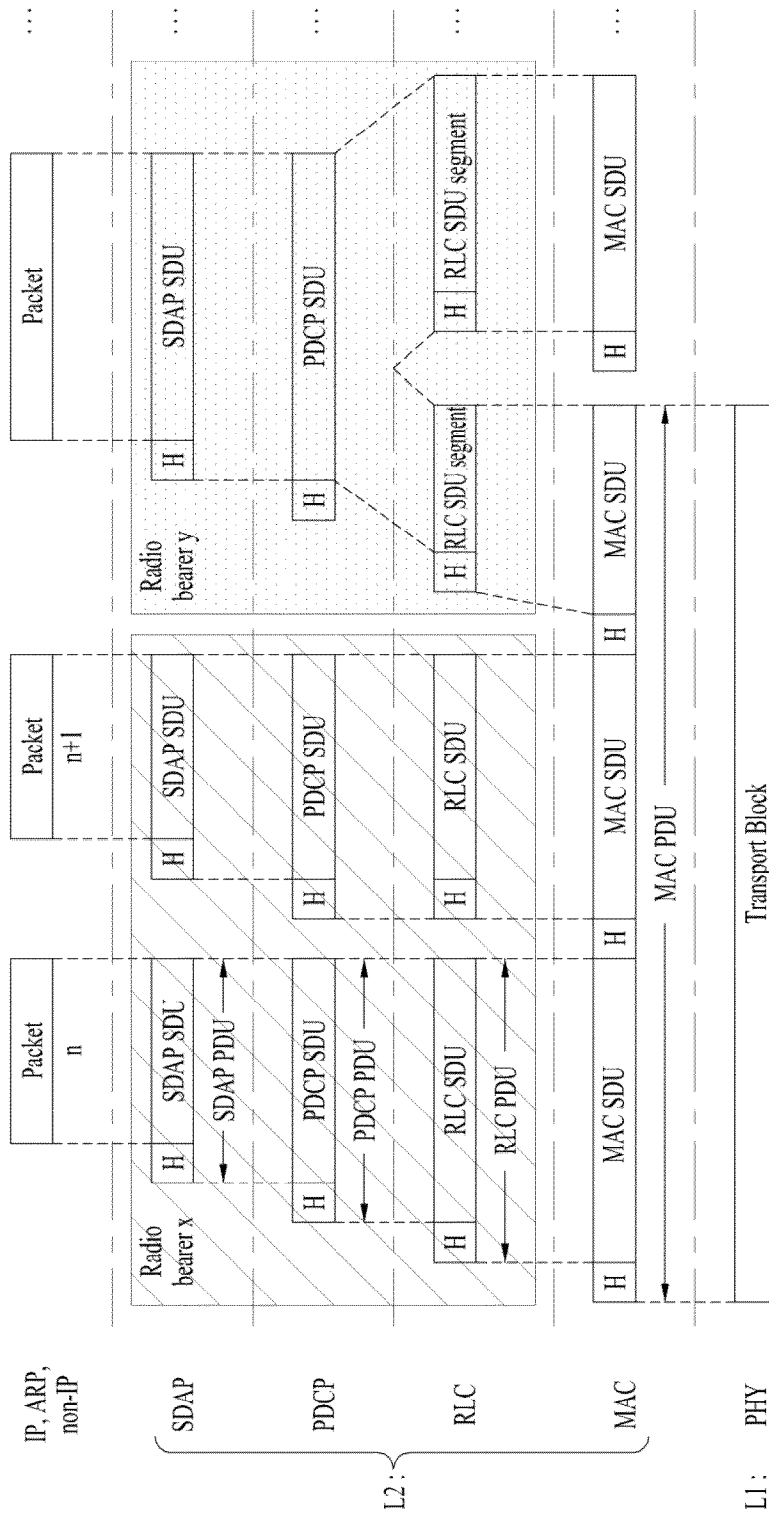 IP, ARP,
non-IP
Packet
n
Packet
n+1
Packet
...
L2 :
SDAP
Radio
bearer x
H
SDAP SDU
SDAP PDU
H
SDAP SDU
Radio
bearer y
H
SDAP SDU
...
PDCP
H
PDCP SDU
PDCP PDU
H
PDCP SDU
H
PDCP SDU
...
RLC
H
RLC SDU
RLC PDU
H
RLC SDU
H
RLC SDU segment
H
RLC SDU segment
...
MAC
H
MAC SDU
H
MAC SDU
H
MAC SDU
H
MAC SDU
...
MAC PDU
L1 :
PHY
Transport Block